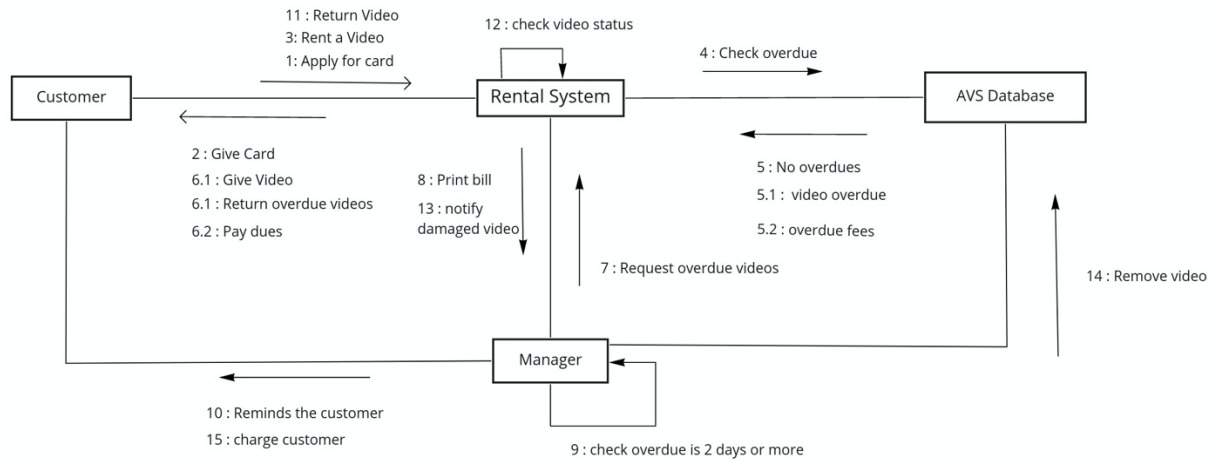 11 : Return Video
3: Rent a Video
1: Apply for card
12 : check video status
4 : Check overdue
Customer
Rental System
AVS Database
2 : Give Card
6.1 : Give Video
6.1 : Return overdue videos
6.2 : Pay dues
8 : Print bill
13 : notify
damaged video
5 : No overdues
5.1 : video overdue
5.2 : overdue fees
7 : Request overdue videos
14 : Remove video
Manager
10 : Reminds the customer
15 : charge customer
9 : check overdue is 2 days or more